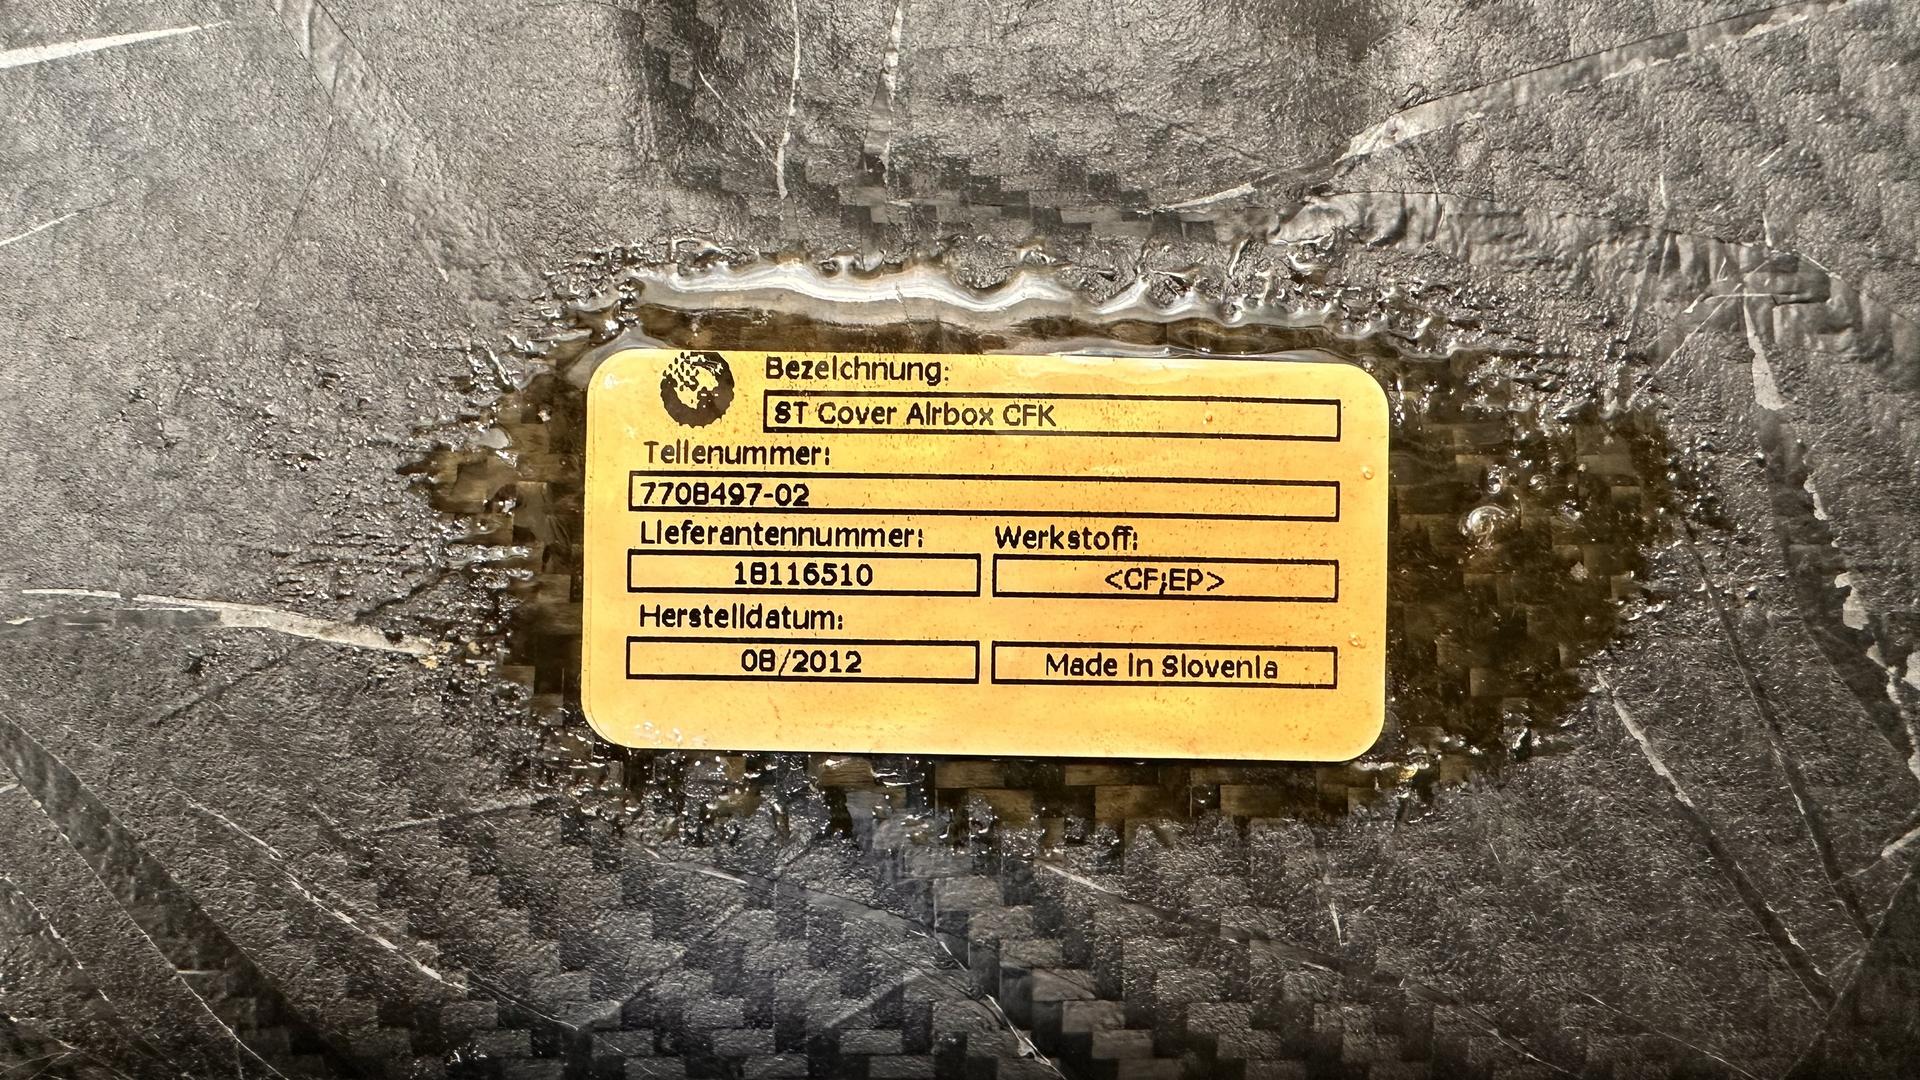 Bezeichnung:
ST Cover Airbox CFK
Teilenummer:
7708497-02
Lieferantennummer:
Werkstoff:
18116510
<CF;EP>
Herstelldatum:
08/2012
Made in Slovenia